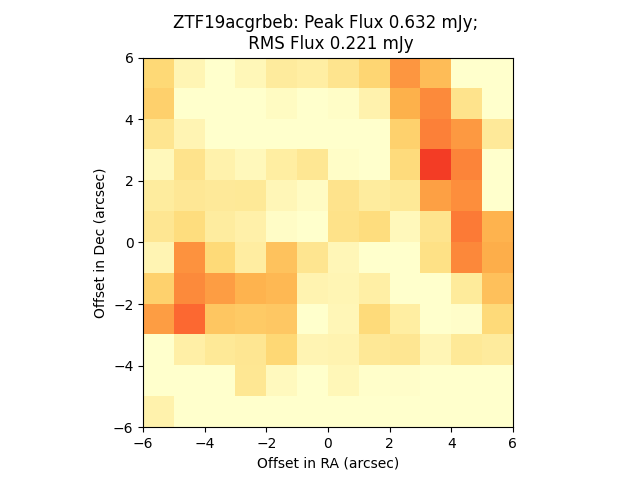 ZTF19acgrbeb: Peak Flux 0.632 mJy;
RMS Flux 0.221 mJy
6
4
2
0
−2
−4
−6
Offset in Dec (arcsec)
−6 −4 −2 0 2 4 6
Offset in RA (arcsec)